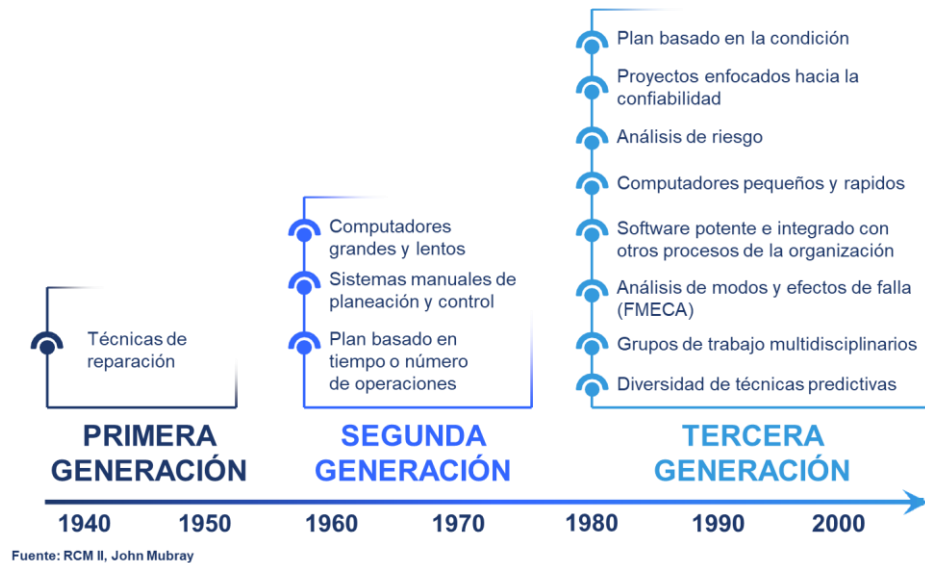 Técnicas de
reparación
PRIMERA
GENERACIÓN
Computadores
grandes y lentos
Sistemas manuales de
planeación y control
Plan basado en
tiempo o número
de operaciones
SEGUNDA
GENERACIÓN
Plan basado en la condición
Proyectos enfocados hacia la
confiabilidad
Análisis de riesgo
Computadores pequeños y rapidos
Software potente e integrado con
otros procesos de la organización
Análisis de modos y efectos de falla
(FMECA)
Grupos de trabajo multidisciplinarios
Diversidad de técnicas predictivas
TERCERA
GENERACIÓN
1940 1950 1960 1970 1980 1990 2000
Fuente: RCM II, John Mubray